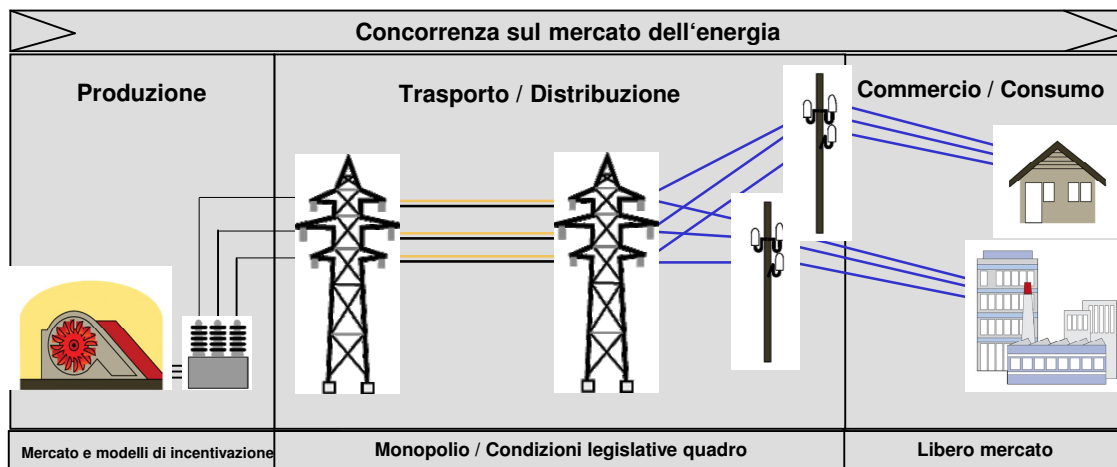 Concorrenza sul mercato dell‘energia
Produzione
Trasporto / Distribuzione
Commercio / Consumo
Mercato e modelli di incentivazione
Monopolio / Condizioni legislative quadro
Libero mercato